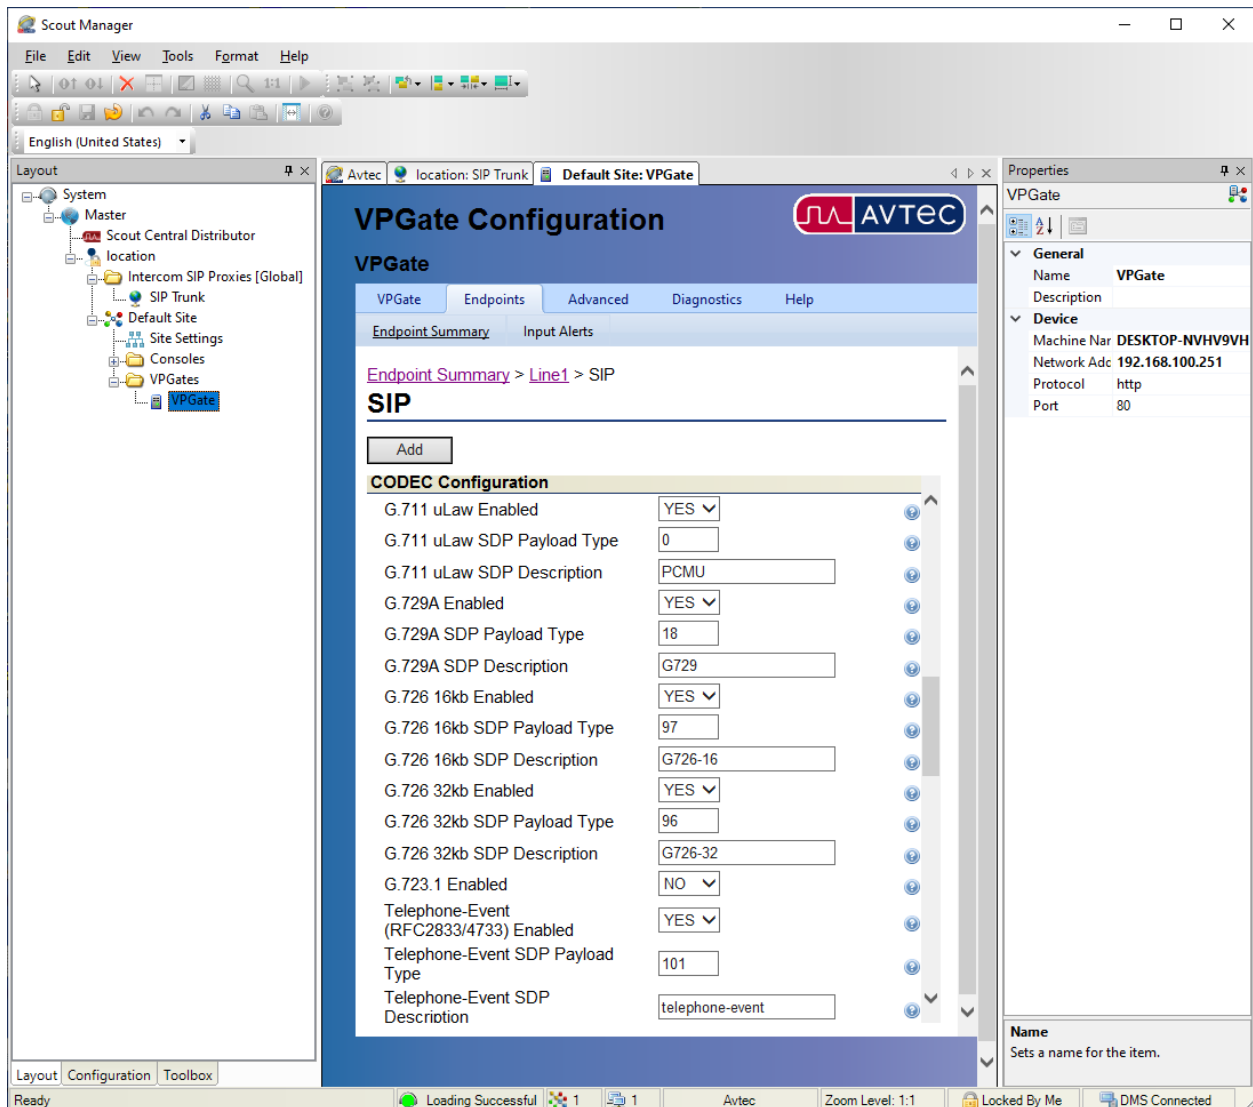 Scout Manager
File Edit View Tools Format Help
1:1
English (United States)
Layout
System
Master
Scout Central Distributor
location
Intercom SIP Proxies [Global]
SIP Trunk
Default Site
Site Settings
Consoles
VPGates
VPGate
Layout Configuration Toolbox
Avtec location: SIP Trunk Default Site: VPGate
VPGate Configuration
AVTEC
VPGate
VPGate Endpoints Advanced Diagnostics Help
Endpoint Summary Input Alerts
Endpoint Summary > Line1 > SIP
SIP
Add
CODEC Configuration
G.711 uLaw Enabled YES
G.711 uLaw SDP Payload Type 0
G.711 uLaw SDP Description PCMU
G.729A Enabled YES
G.729A SDP Payload Type 18
G.729A SDP Description G729
G.726 16kb Enabled YES
G.726 16kb SDP Payload Type 97
G.726 16kb SDP Description G726-16
G.726 32kb Enabled YES
G.726 32kb SDP Payload Type 96
G.726 32kb SDP Description G726-32
G.723.1 Enabled NO
Telephone-Event
(RFC2833/4733) Enabled YES
Telephone-Event SDP Payload
Type 101
Telephone-Event SDP
Description telephone-event
Properties
VPGate
General
Name VPGate
Description
Device
Machine Nar DESKTOP-NVHV9VH
Network Adc 192.168.100.251
Protocol http
Port 80
Name
Sets a name for the item.
Ready Loading Successful 1 1 Avtec Zoom Level: 1:1 Locked By Me DMS Connected